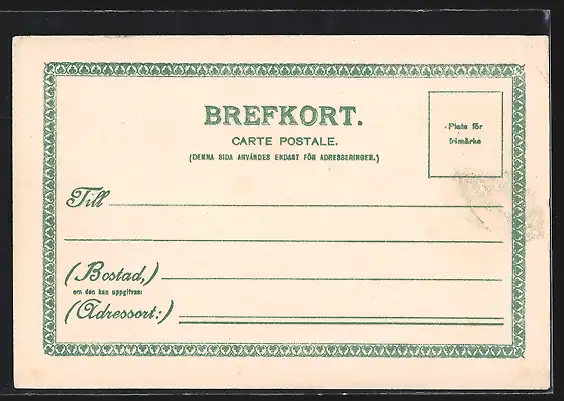 BREFKORT.
CARTE POSTALE.
(DENNA SIDA ANVÄNDES ENDAST FÖR ADRESSERINGEN.)
Plats för
frimärke
Till
(Bostad,)
om den kan uppgifvas:
(Adressort:)